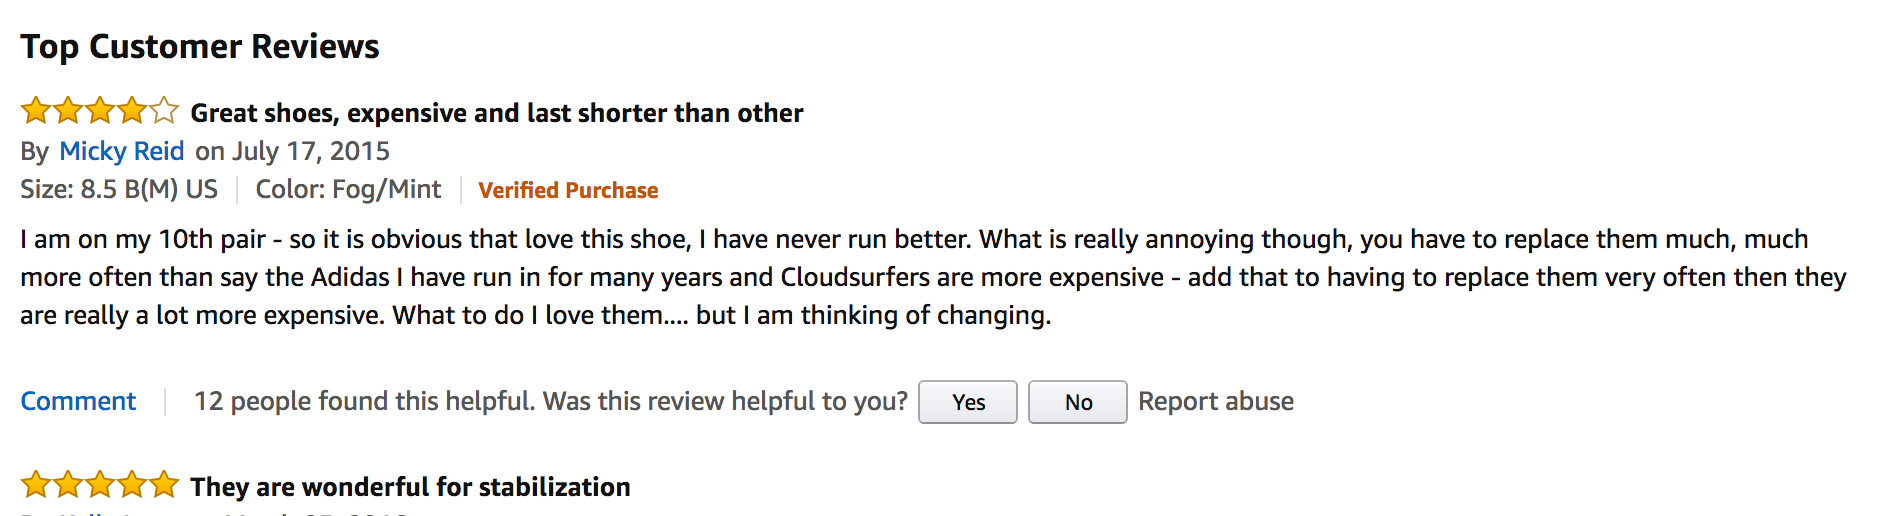 Top Customer Reviews
Great shoes, expensive and last shorter than other
By Micky Reid on July 17, 2015
Size: 8.5 B(M) US Color: Fog/Mint Verified Purchase
I am on my 10th pair - so it is obvious that love this shoe, I have never run better. What is really annoying though, you have to replace them much, much
more often than say the Adidas I have run in for many years and Cloudsurfers are more expensive - add that to having to replace them very often then they
are really a lot more expensive. What to do I love them.... but I am thinking of changing.
Comment 12 people found this helpful. Was this review helpful to you? Yes No Report abuse
They are wonderful for stabilization